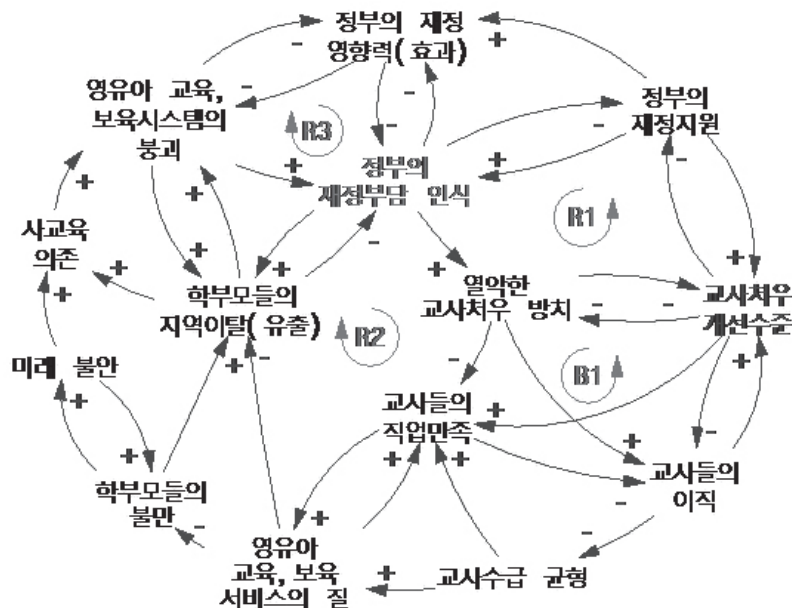 정부의 재정
영향력(효과)
영유아 교육,
보육시스템의
붕괴
정부의
재정지원
R3
정부의
재정부담 인식
R1
사교육
의존
학부모들의
지역이탈(유출)
열악한
교사처우 방치
교사처우
개선수준
R2
미래 불안
B1
교사들의
직업만족
학부모들의
불만
교사들의
이직
영유아
교육, 보육
서비스의 질
교사수급 균형